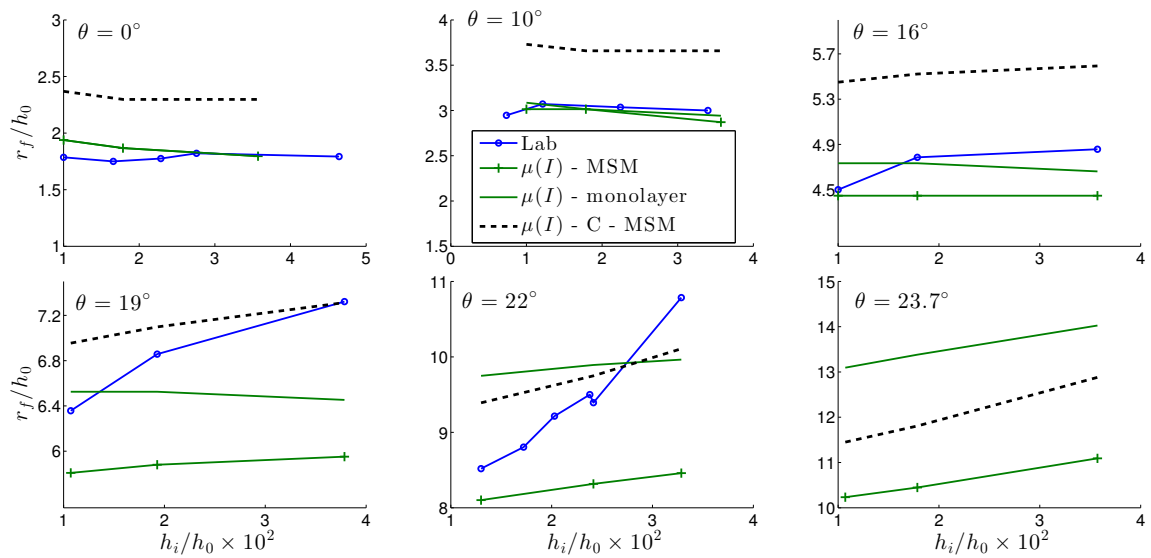 θ = 0°
3
2.5
2
1.5
1
1 2 3 4 5
r_f/h_0
θ = 10°
4
3.5
3
2.5
2
1.5
0 1 2 3 4
Lab
μ(I) - MSM
μ(I) - monolayer
μ(I) - C - MSM
θ = 16°
5.7
5.3
4.9
4.5
1 2 3 4
θ = 19°
7.2
6.8
6.4
6
1 2 3 4
r_f/h_0
h_i/h_0 × 10^2
θ = 22°
11
10
9
8
0 1 2 3 4
h_i/h_0 × 10^2
θ = 23.7°
15
14
13
12
11
10
1 2 3 4
h_i/h_0 × 10^2